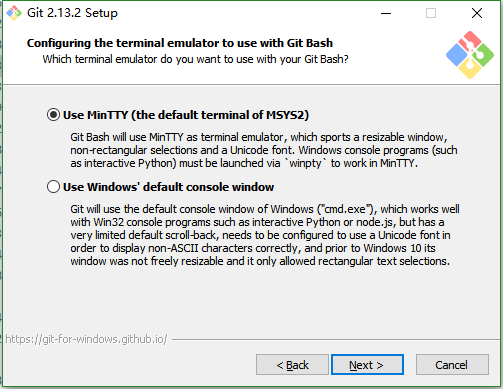 Git 2.13.2 Setup
Configuring the terminal emulator to use with Git Bash
Which terminal emulator do you want to use with your Git Bash?
Use MinTTY (the default terminal of MSYS2)
Git Bash will use MinTTY as terminal emulator, which sports a resizable window,
non-rectangular selections and a Unicode font. Windows console programs (such
as interactive Python) must be launched via `winpty` to work in MinTTY.
Use Windows' default console window
Git will use the default console window of Windows ("cmd.exe"), which works well
with Win32 console programs such as interactive Python or node.js, but has a
very limited default scroll-back, needs to be configured to use a Unicode font in
order to display non-ASCII characters correctly, and prior to Windows 10 its
window was not freely resizable and it only allowed rectangular text selections.
https://git-for-windows.github.io/
< Back
Next >
Cancel